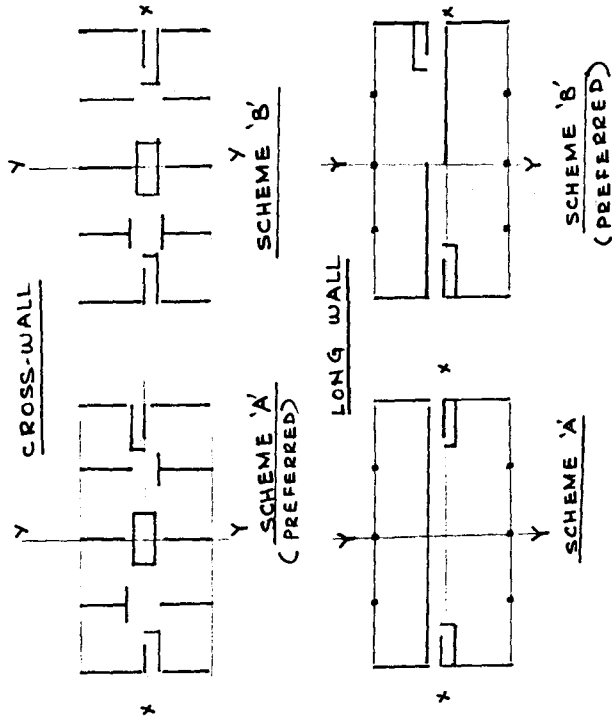 CROSS-WALL
Y
Y
X
X
Y
Y
SCHEME 'A'
(PREFERRED)
SCHEME 'B'
LONG WALL
Y
Y
X
X
X
Y
Y
SCHEME 'A'
SCHEME 'B'
(PREFERRED)